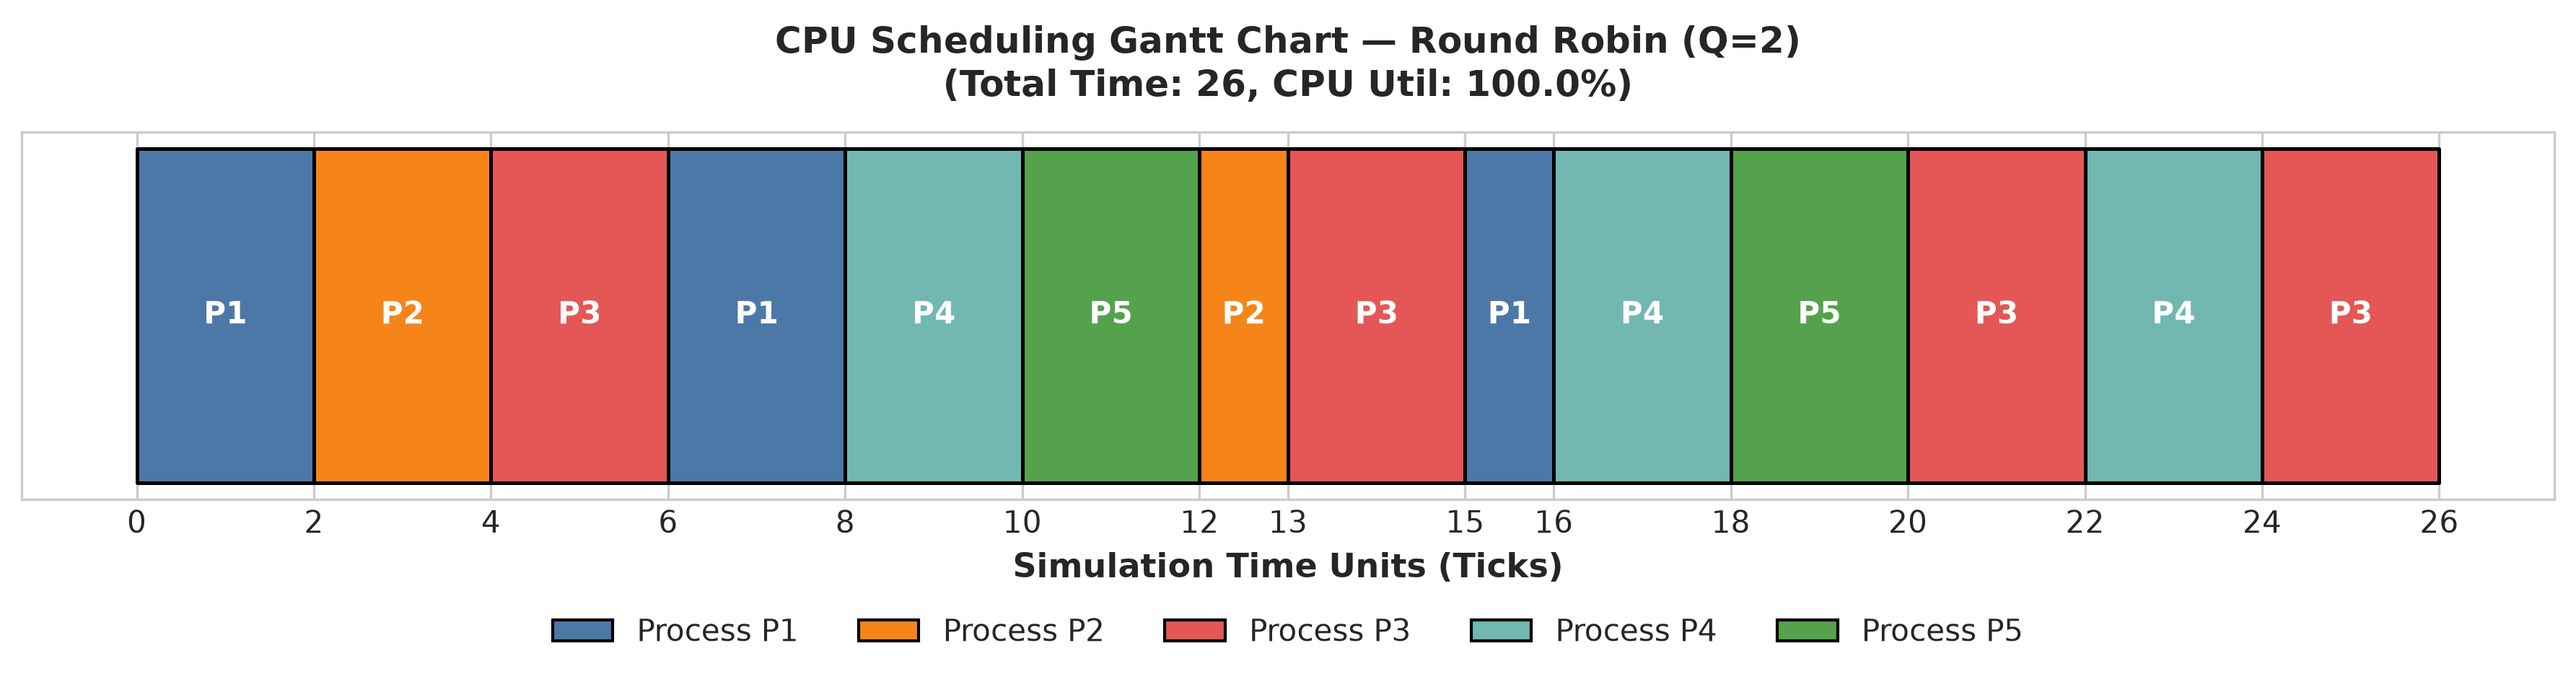 CPU Scheduling Gantt Chart — Round Robin (Q=2)
(Total Time: 26, CPU Util: 100.0%)
P1 P2 P3 P1 P4 P5 P2 P3 P1 P4 P5 P3 P4 P3
0 2 4 6 8 10 12 13 15 16 18 20 22 24 26
Simulation Time Units (Ticks)
Process P1 Process P2 Process P3 Process P4 Process P5